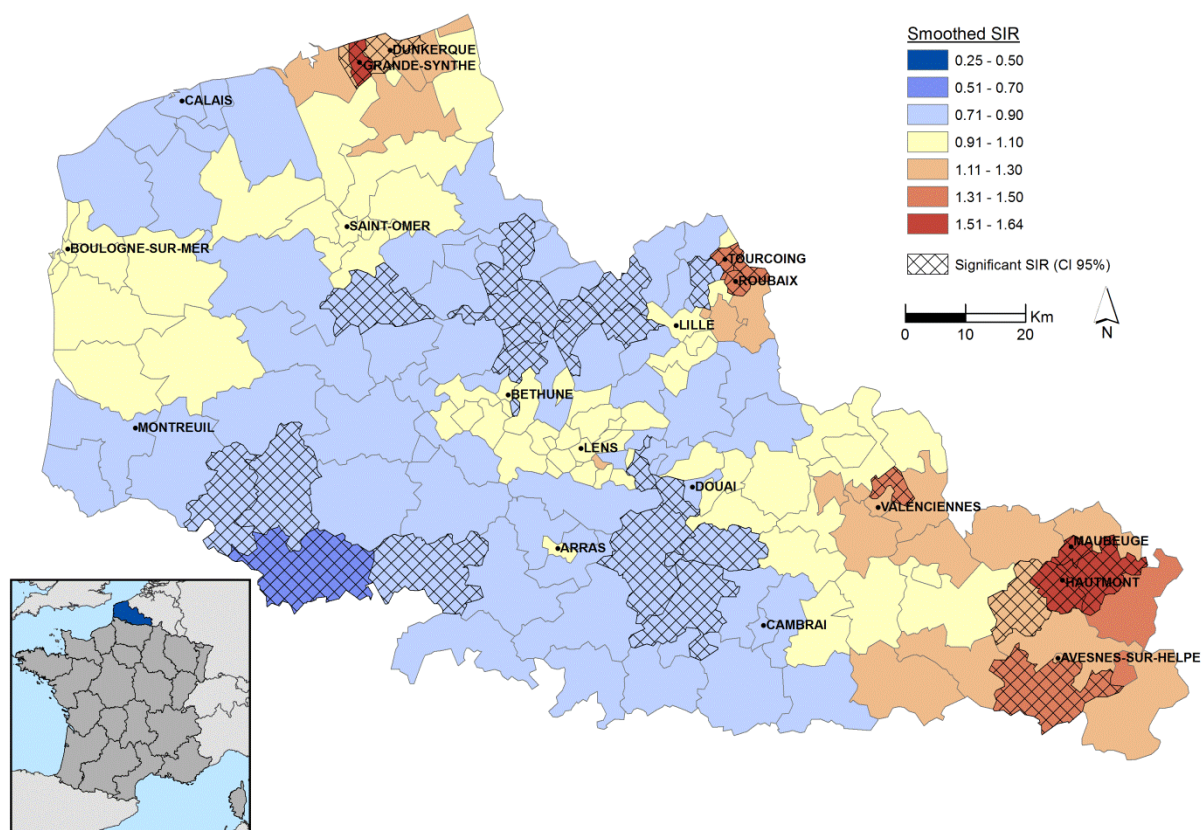 Smoothed SIR
0.25 - 0.50
0.51 - 0.70
0.71 - 0.90
0.91 - 1.10
1.11 - 1.30
1.31 - 1.50
1.51 - 1.64
Significant SIR (CI 95%)
0 10 20 Km
N
DUNKERQUE
GRANDE-SYNTHE
CALAIS
SAINT-OMER
BOULOGNE-SUR-MER
TOURCOING
ROUBAIX
LILLE
BETHUNE
MONTREUIL
LENS
DOUAI
VALENCIENNES
ARRAS
MAUBEUGE
HAUTMONT
CAMBRAI
AVESNES-SUR-HELPE